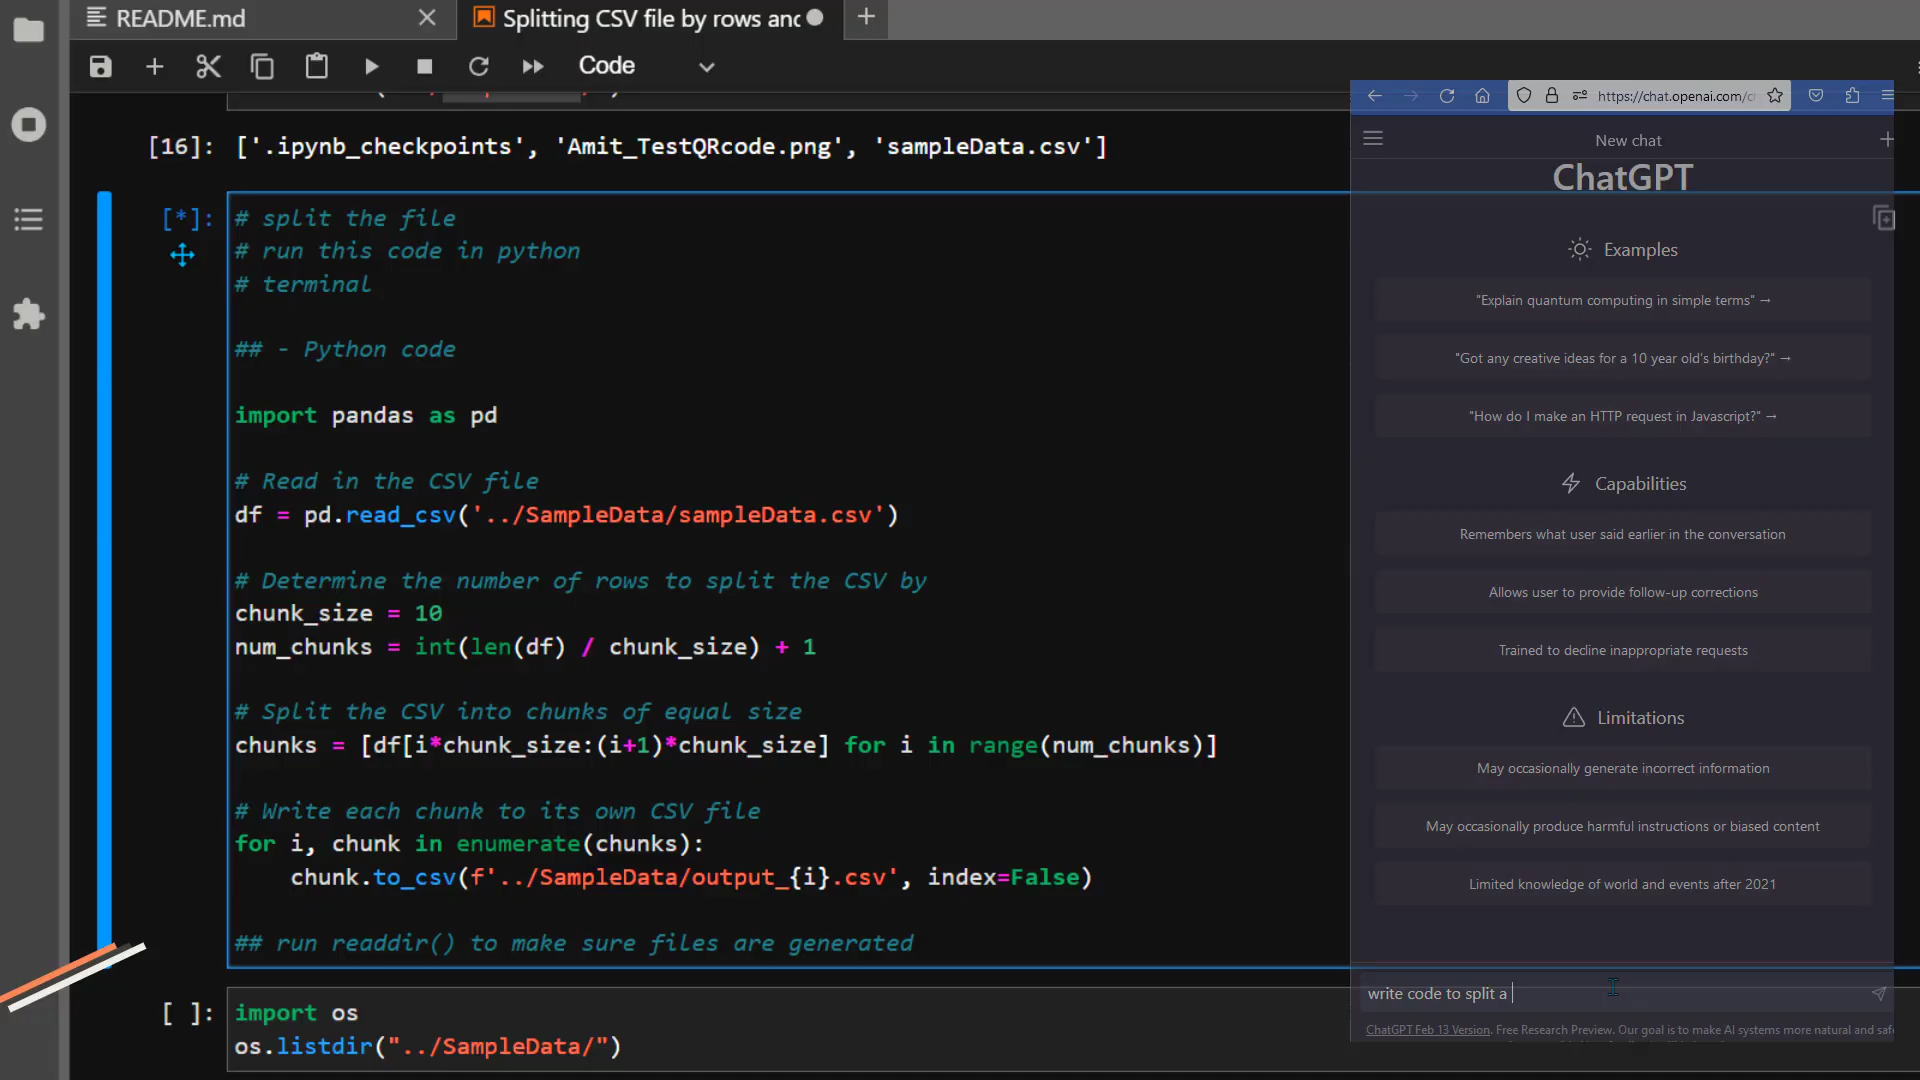 README.md
Splitting CSV file by rows and
Code
[16]: ['.ipynb_checkpoints', 'Amit_TestQRcode.png', 'sampleData.csv']
[*]: # split the file
# run this code in python
# terminal
## - Python code
import pandas as pd
# Read in the CSV file
df = pd.read_csv('../SampleData/sampleData.csv')
# Determine the number of rows to split the CSV by
chunk_size = 10
num_chunks = int(len(df) / chunk_size) + 1
# Split the CSV into chunks of equal size
chunks = [df[i*chunk_size:(i+1)*chunk_size] for i in range(num_chunks)]
# Write each chunk to its own CSV file
for i, chunk in enumerate(chunks):
chunk.to_csv(f'../SampleData/output_{i}.csv', index=False)
## run readdir() to make sure files are generated
[ ]: import os
os.listdir("../SampleData/")
https://chat.openai.com/
New chat
ChatGPT
Examples
"Explain quantum computing in simple terms" →
"Got any creative ideas for a 10 year old's birthday?" →
"How do I make an HTTP request in Javascript?" →
Capabilities
Remembers what user said earlier in the conversation
Allows user to provide follow-up corrections
Trained to decline inappropriate requests
Limitations
May occasionally generate incorrect information
May occasionally produce harmful instructions or biased content
Limited knowledge of world and events after 2021
write code to split a
ChatGPT Feb 13 Version. Free Research Preview. Our goal is to make AI systems more natural and safe